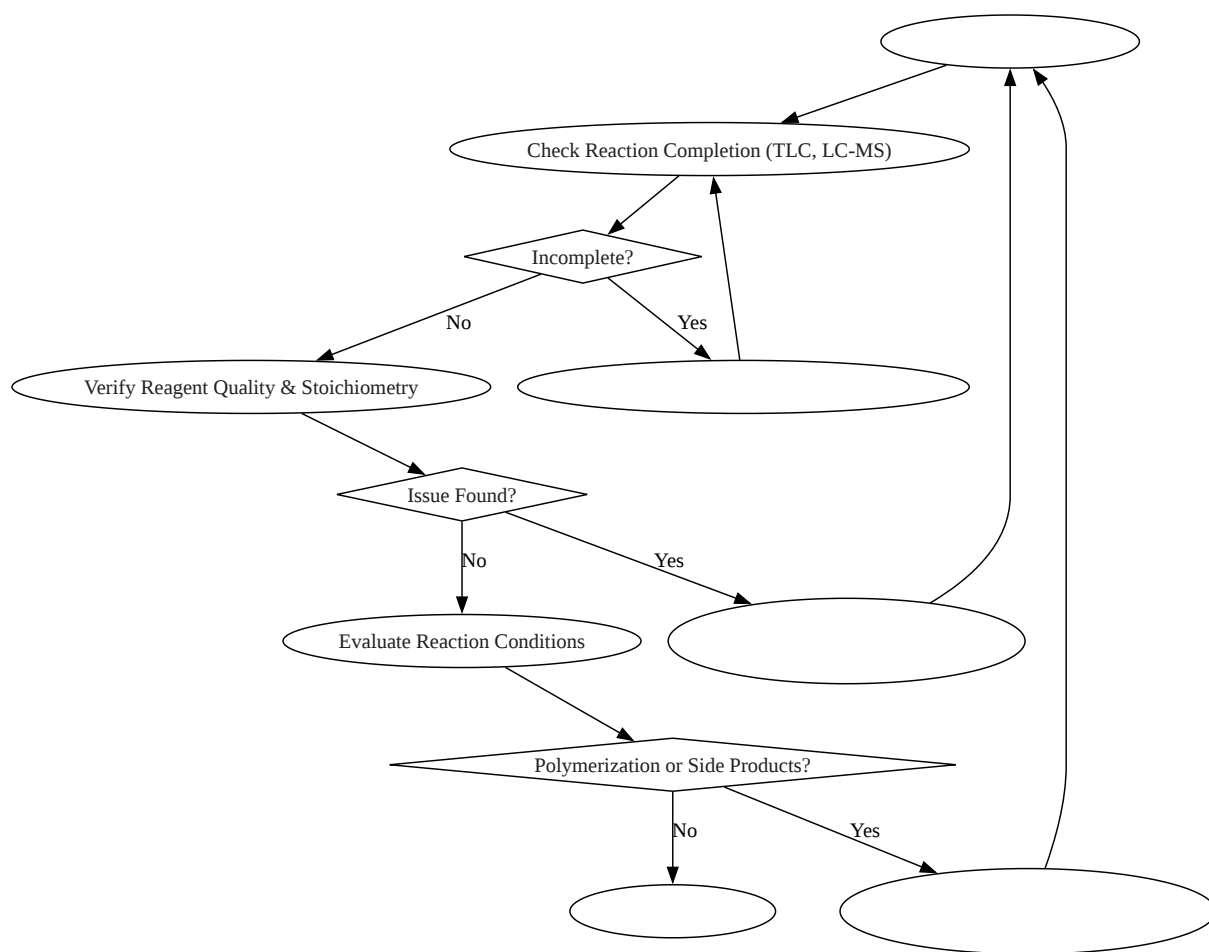 Check Reaction Completion (TLC, LC-MS)
Incomplete?
No
Yes
Verify Reagent Quality & Stoichiometry
Issue Found?
No
Yes
Evaluate Reaction Conditions
Polymerization or Side Products?
No
Yes